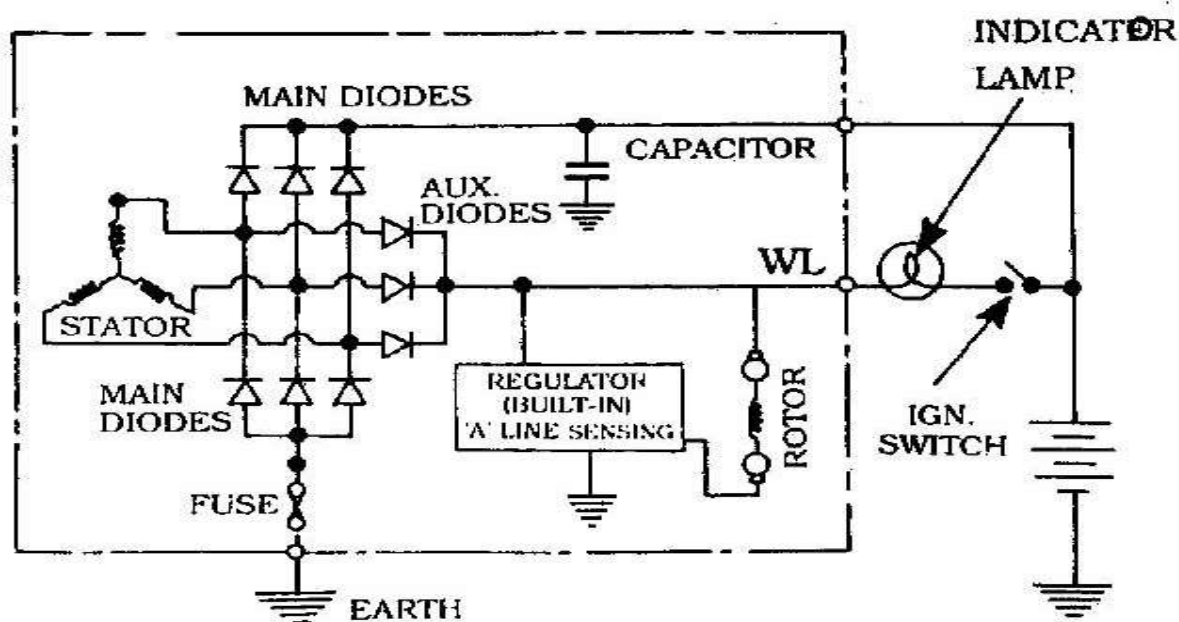 INDICATOR
LAMP
MAIN DIODES
CAPACITOR
AUX.
DIODES
WL
STATOR
MAIN
DIODES
REGULATOR
(BUILT-IN)
'A' LINE SENSING
ROTOR
IGN.
SWITCH
FUSE
EARTH